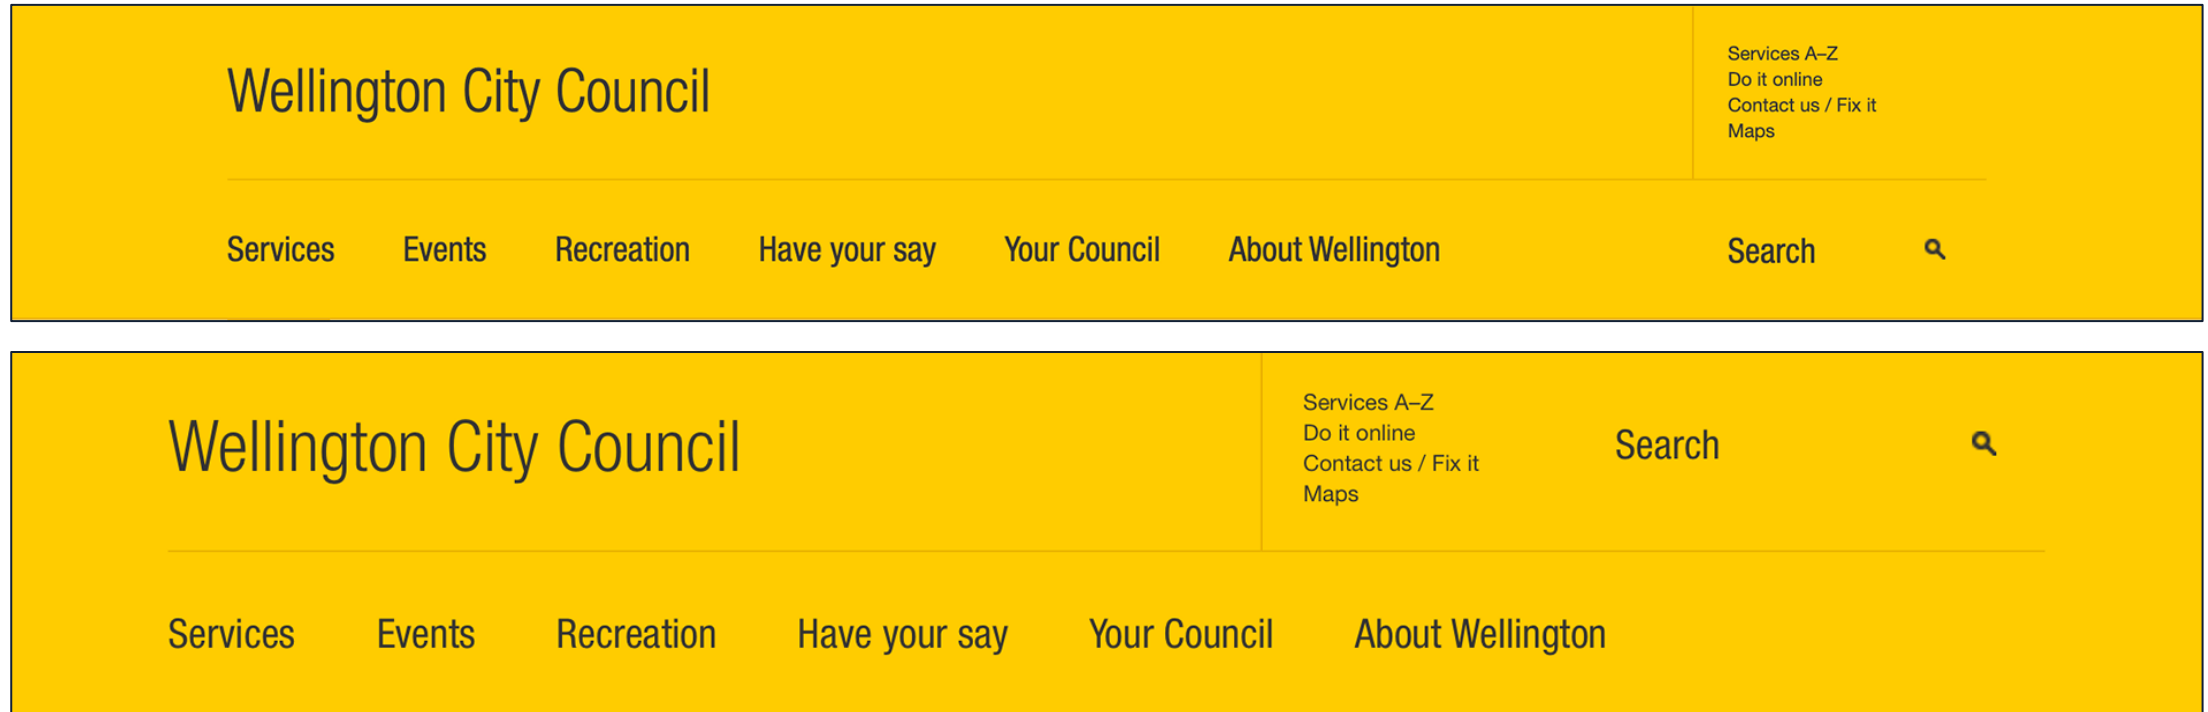 Wellington City Council
Services A–Z
Do it online
Contact us / Fix it
Maps
Services Events Recreation Have your say Your Council About Wellington Search
Wellington City Council
Services A–Z
Do it online
Contact us / Fix it
Maps
Search
Services Events Recreation Have your say Your Council About Wellington